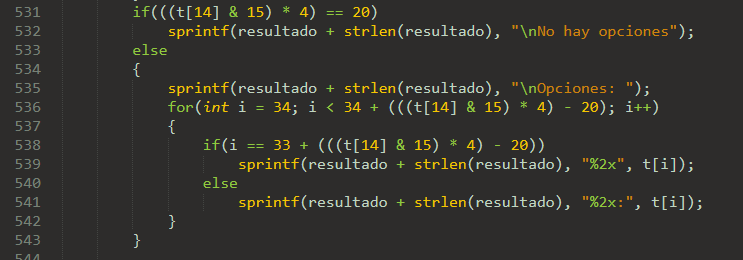 531 if(((t[14] & 15) * 4) == 20)
532 sprintf(resultado + strlen(resultado), "\nNo hay opciones");
533 else
534 {
535 sprintf(resultado + strlen(resultado), "\nOpciones: ");
536 for(int i = 34; i < 34 + (((t[14] & 15) * 4) - 20); i++)
537 {
538 if(i == 33 + (((t[14] & 15) * 4) - 20))
539 sprintf(resultado + strlen(resultado), "%2x", t[i]);
540 else
541 sprintf(resultado + strlen(resultado), "%2x:", t[i]);
542 }
543 }
544